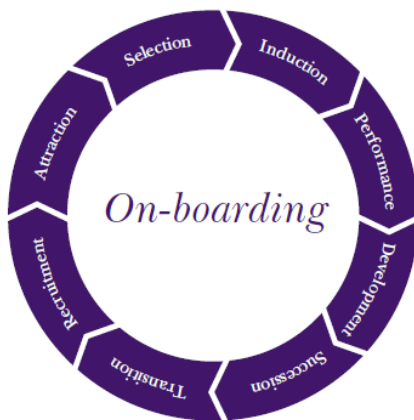 Selection
Induction
Performance
Development
Succession
Transition
Recruitment
Attraction
On-boarding